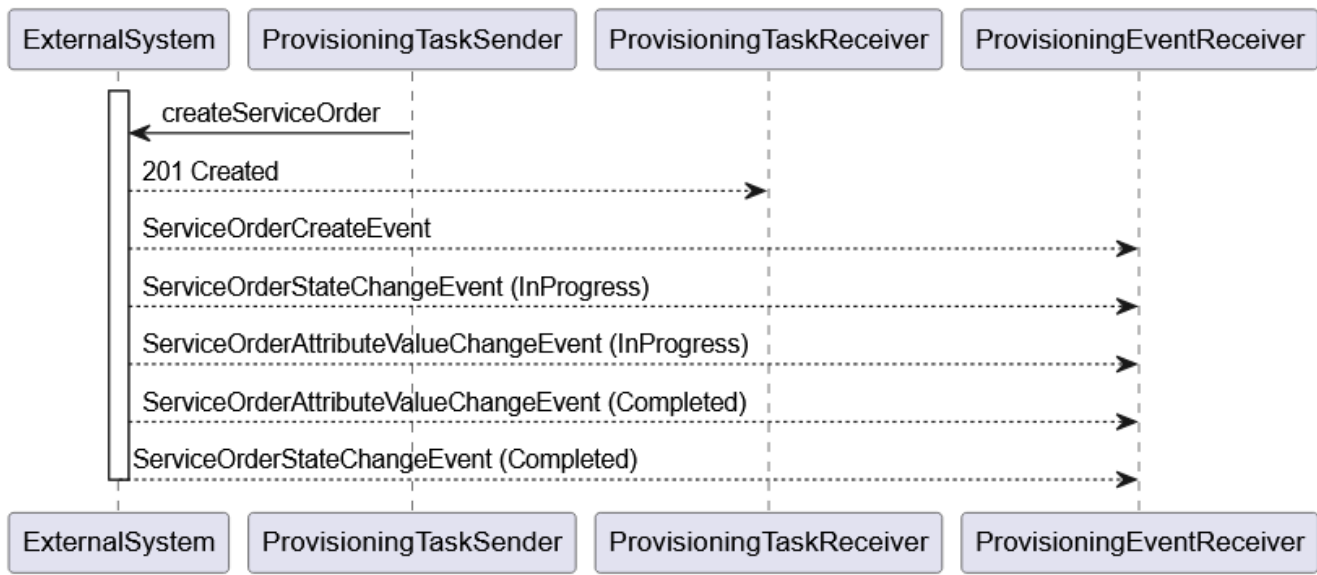 ExternalSystem ProvisioningTaskSender ProvisioningTaskReceiver ProvisioningEventReceiver
createServiceOrder
201 Created
ServiceOrderCreateEvent
ServiceOrderStateChangeEvent (InProgress)
ServiceOrderAttributeValueChangeEvent (InProgress)
ServiceOrderAttributeValueChangeEvent (Completed)
ServiceOrderStateChangeEvent (Completed)
ExternalSystem ProvisioningTaskSender ProvisioningTaskReceiver ProvisioningEventReceiver